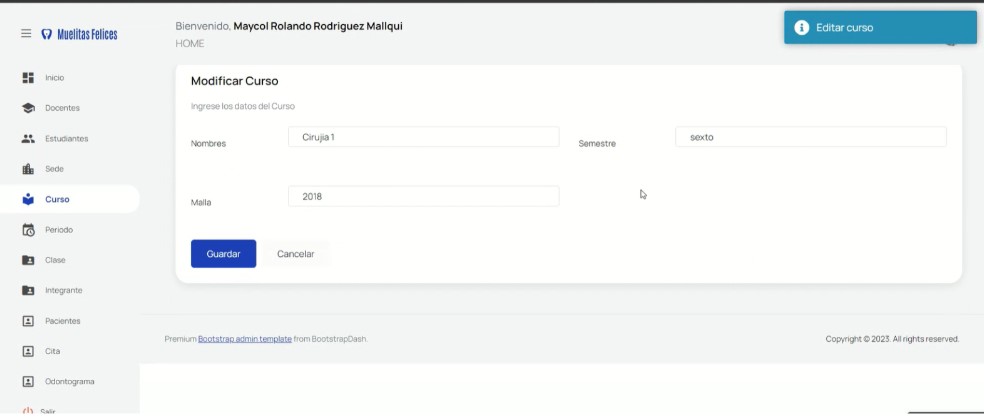 Muelitas Felices
Inicio
Docentes
Estudiantes
Sede
Curso
Periodo
Clase
Integrante
Pacientes
Cita
Odontograma
Salir
Bienvenido, Maycol Rolando Rodriguez Mallqui
HOME
Editar curso
Modificar Curso
Ingrese los datos del Curso
Nombres
Cirujia 1
Semestre
sexto
Malla
2018
Guardar
Cancelar
Premium Bootstrap admin template from BootstrapDash.
Copyright © 2023. All rights reserved.